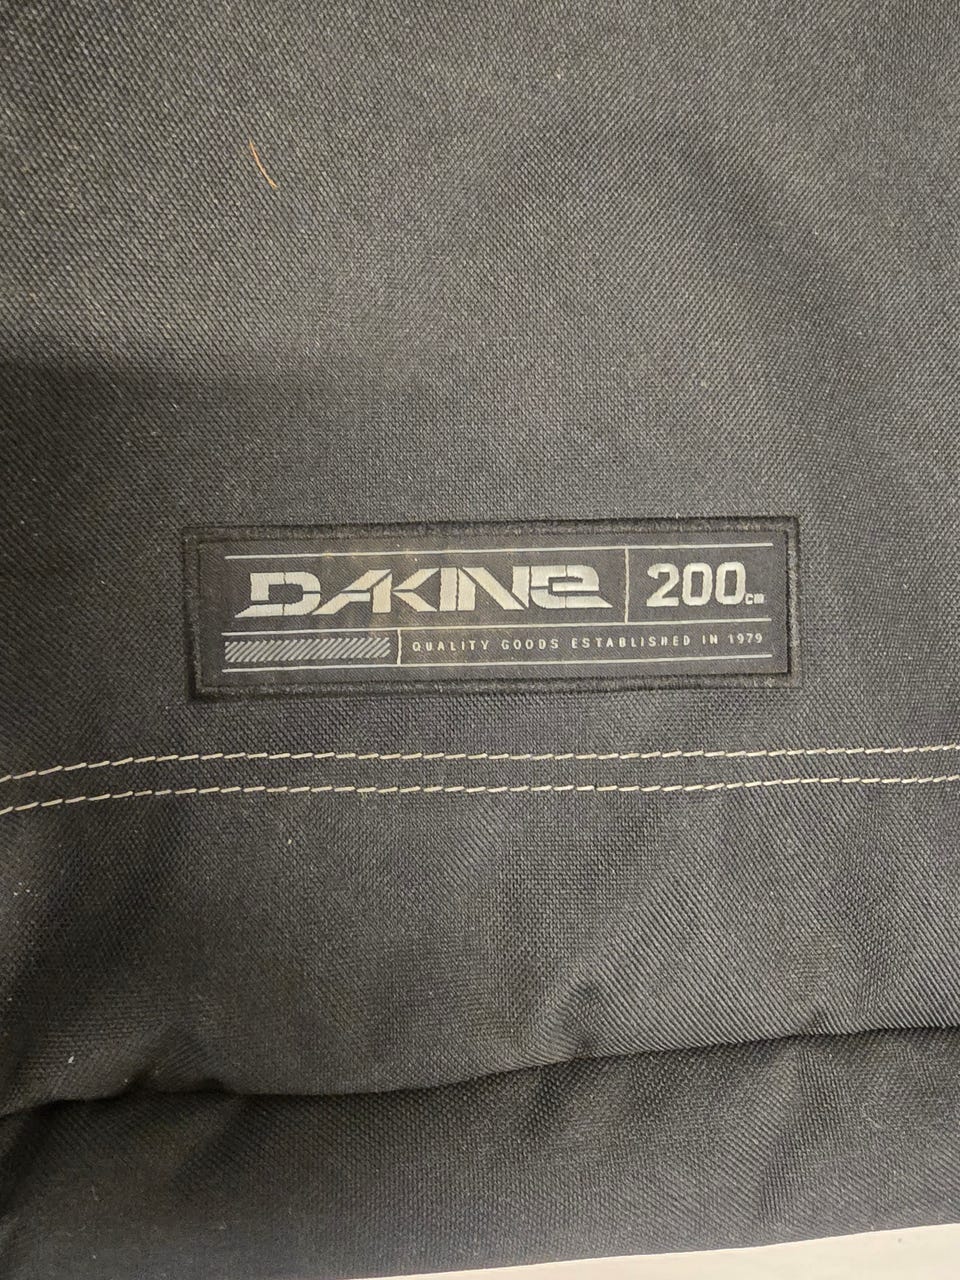 DAKINE 200cm
QUALITY GOODS ESTABLISHED IN 1979